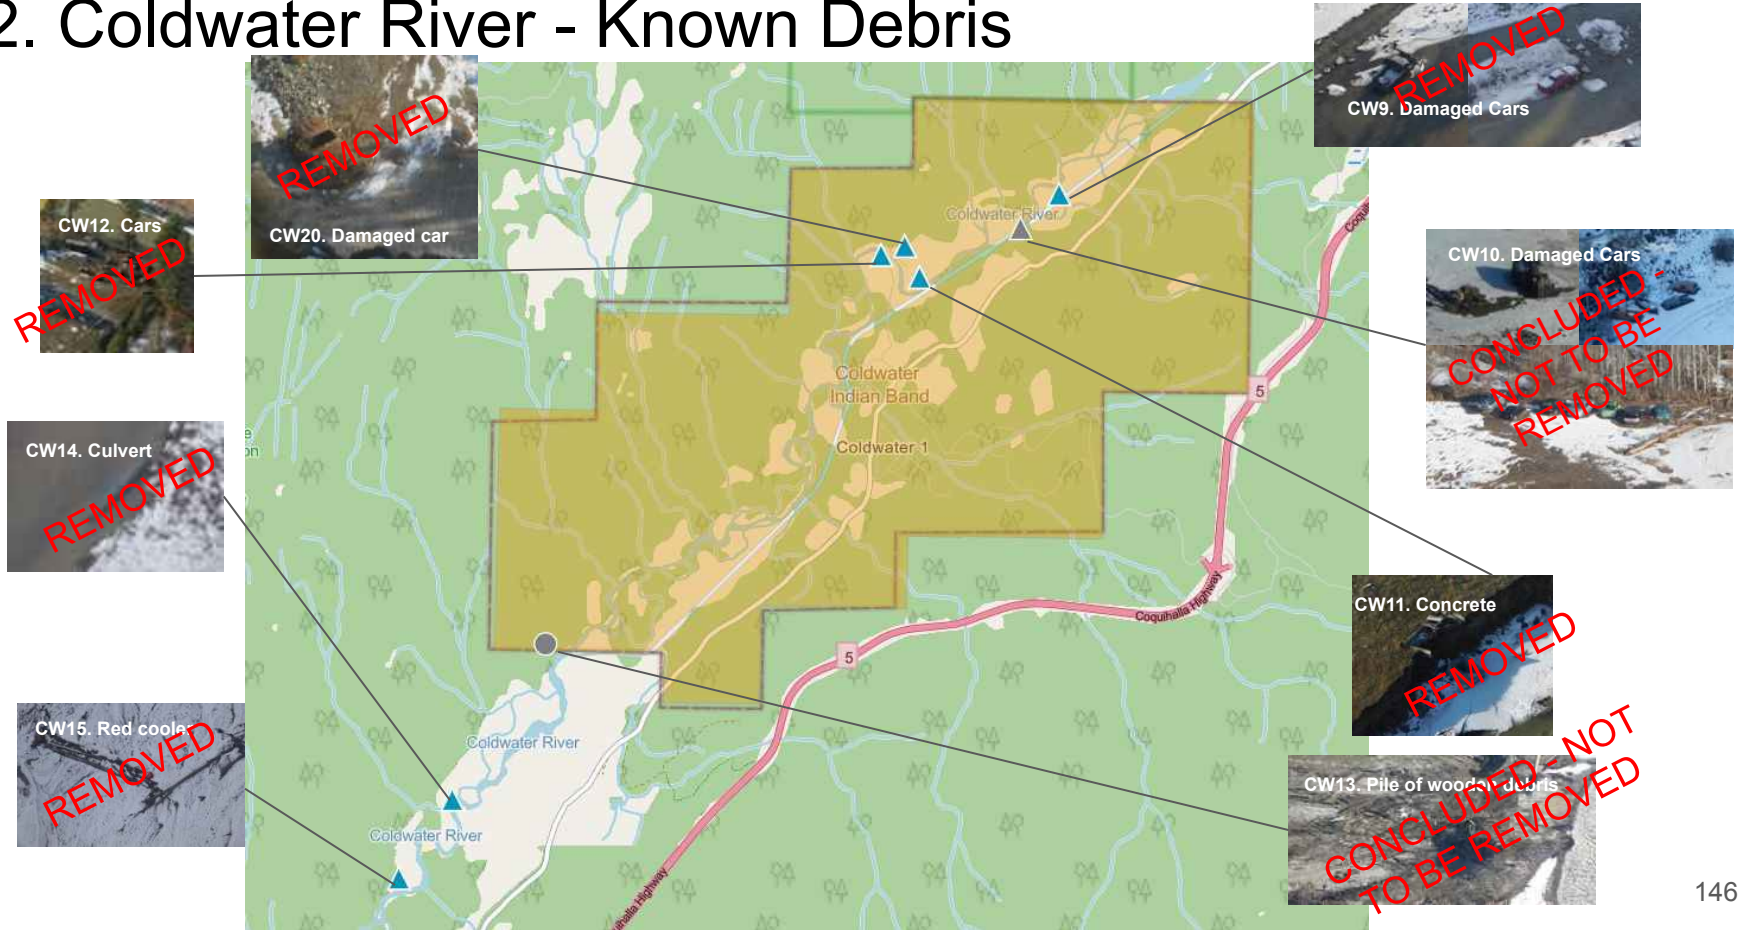 2. Coldwater River - Known Debris
REMOVED
CW20. Damaged car
REMOVED
CW9. Damaged Cars
CW12. Cars
REMOVED
CW10. Damaged Cars
CONCLUDED -
NOT TO BE
REMOVED
CW14. Culvert
REMOVED
CW11. Concrete
REMOVED
CW15. Red cooler
REMOVED
CW13. Pile of wooden debris
CONCLUDED - NOT
TO BE REMOVED
Coldwater River
Coldwater
Indian Band
Coldwater 1
5
Coquihalla Highway
5
Coldwater River
Coldwater River
146